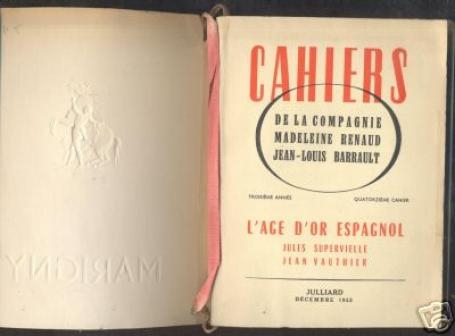 MARIGNY
CAHIERS
DE LA COMPAGNIE
MADELEINE RENAUD
JEAN-LOUIS BARRAULT
TROISIÈME ANNÉE
QUATORZIÈME CAHIER
L'AGE D'OR ESPAGNOL
JULES SUPERVIELLE
JEAN VAUTHIER
JULLIARD
DÉCEMBRE 1955